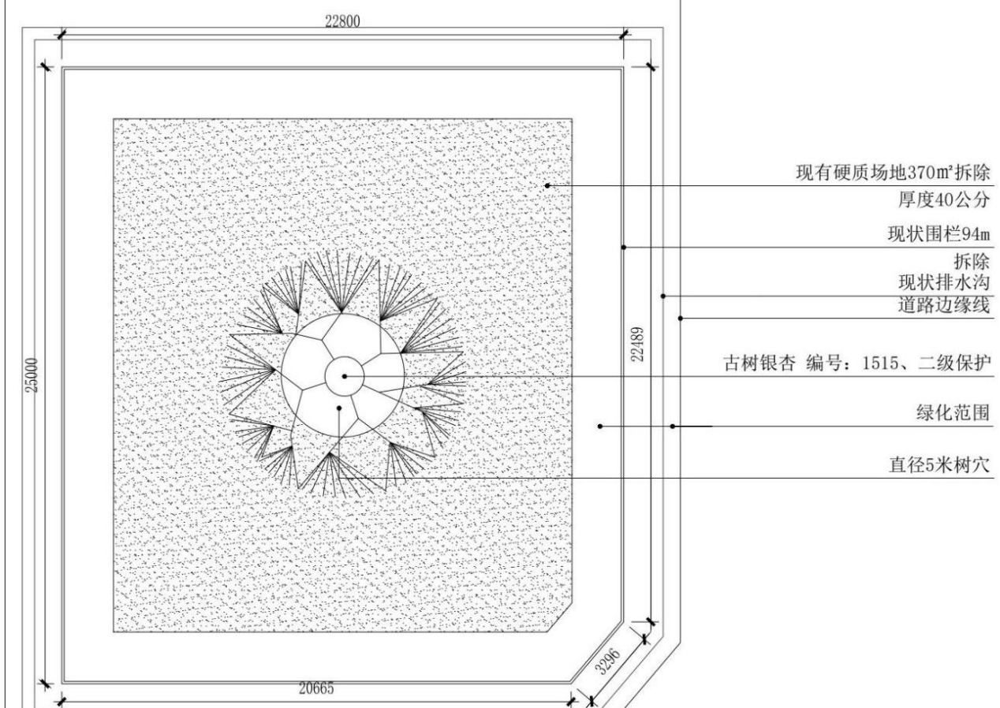 22800
现有硬质场地370㎡拆除
厚度40公分
现状围栏94m
拆除
现状排水沟
道路边缘线
22489
25000
古树银杏 编号：1515、二级保护
绿化范围
直径5米树穴
3296
20665